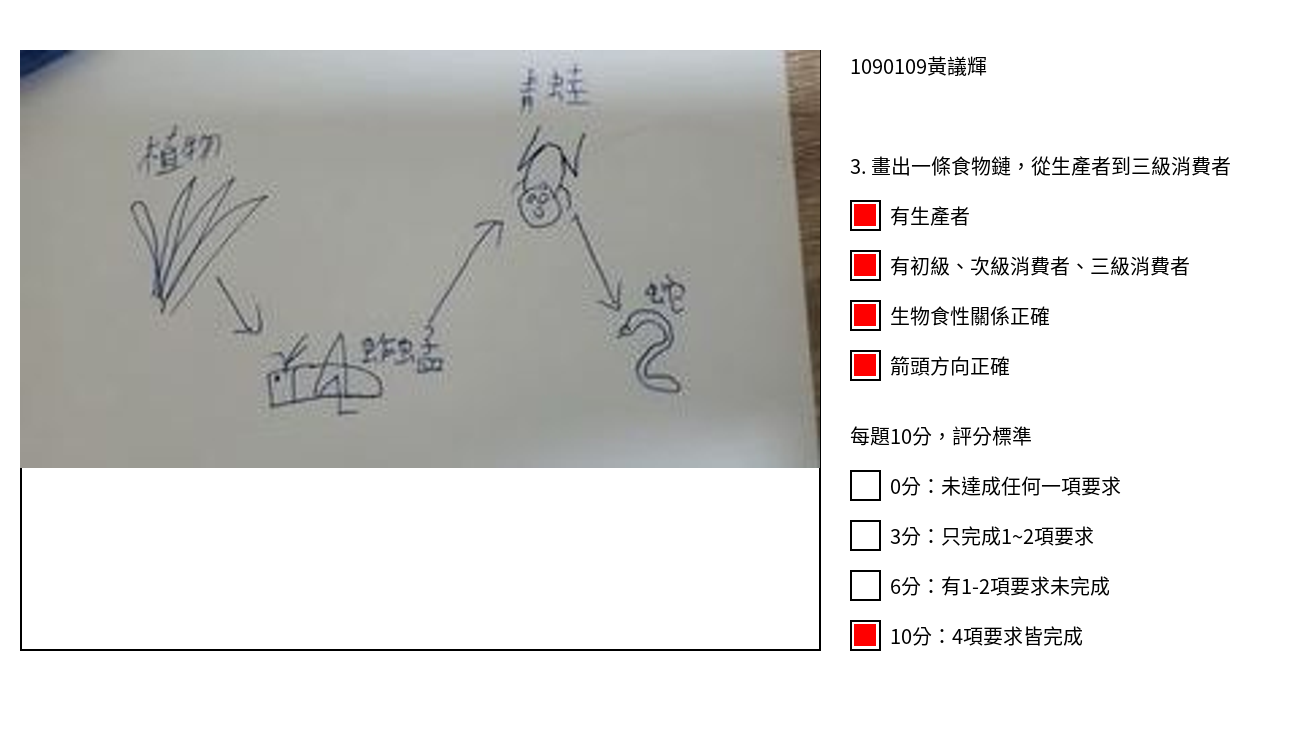 青蛙
植物
蛇
蚱蜢
1090109黃議輝
3. 畫出一條食物鏈，從生產者到三級消費者
有生產者
有初級、次級消費者、三級消費者
生物食性關係正確
箭頭方向正確
每題10分，評分標準
0分：未達成任何一項要求
3分：只完成1~2項要求
6分：有1-2項要求未完成
10分：4項要求皆完成